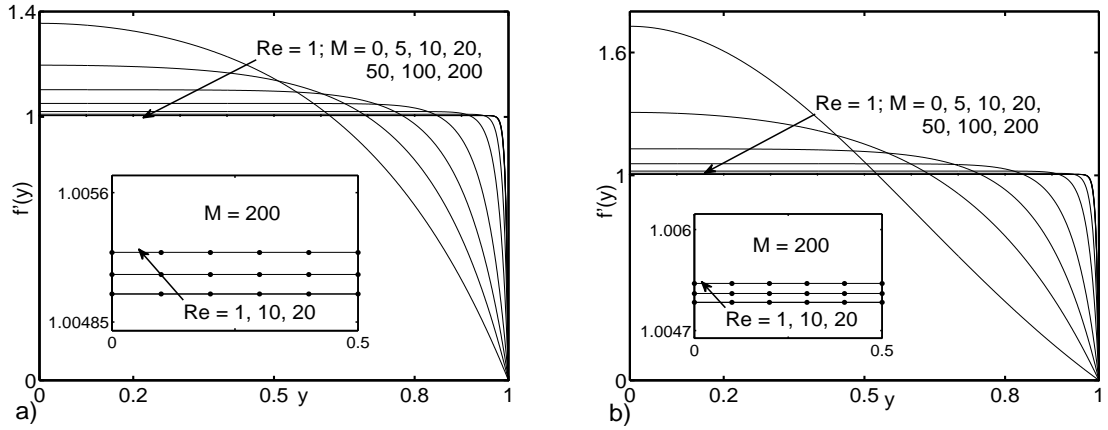 1.4
1
0
f'(y)
Re = 1; M = 0, 5, 10, 20,
50, 100, 200
1.0056
M = 200
Re = 1, 10, 20
1.00485
0
0.5
0
0.2
0.5
y
0.8
1
a)
1.6
1
0
f'(y)
Re = 1; M = 0, 5, 10, 20,
50, 100, 200
1.006
M = 200
Re = 1, 10, 20
1.0047
0
0.5
0
0.2
0.5
y
0.8
1
b)